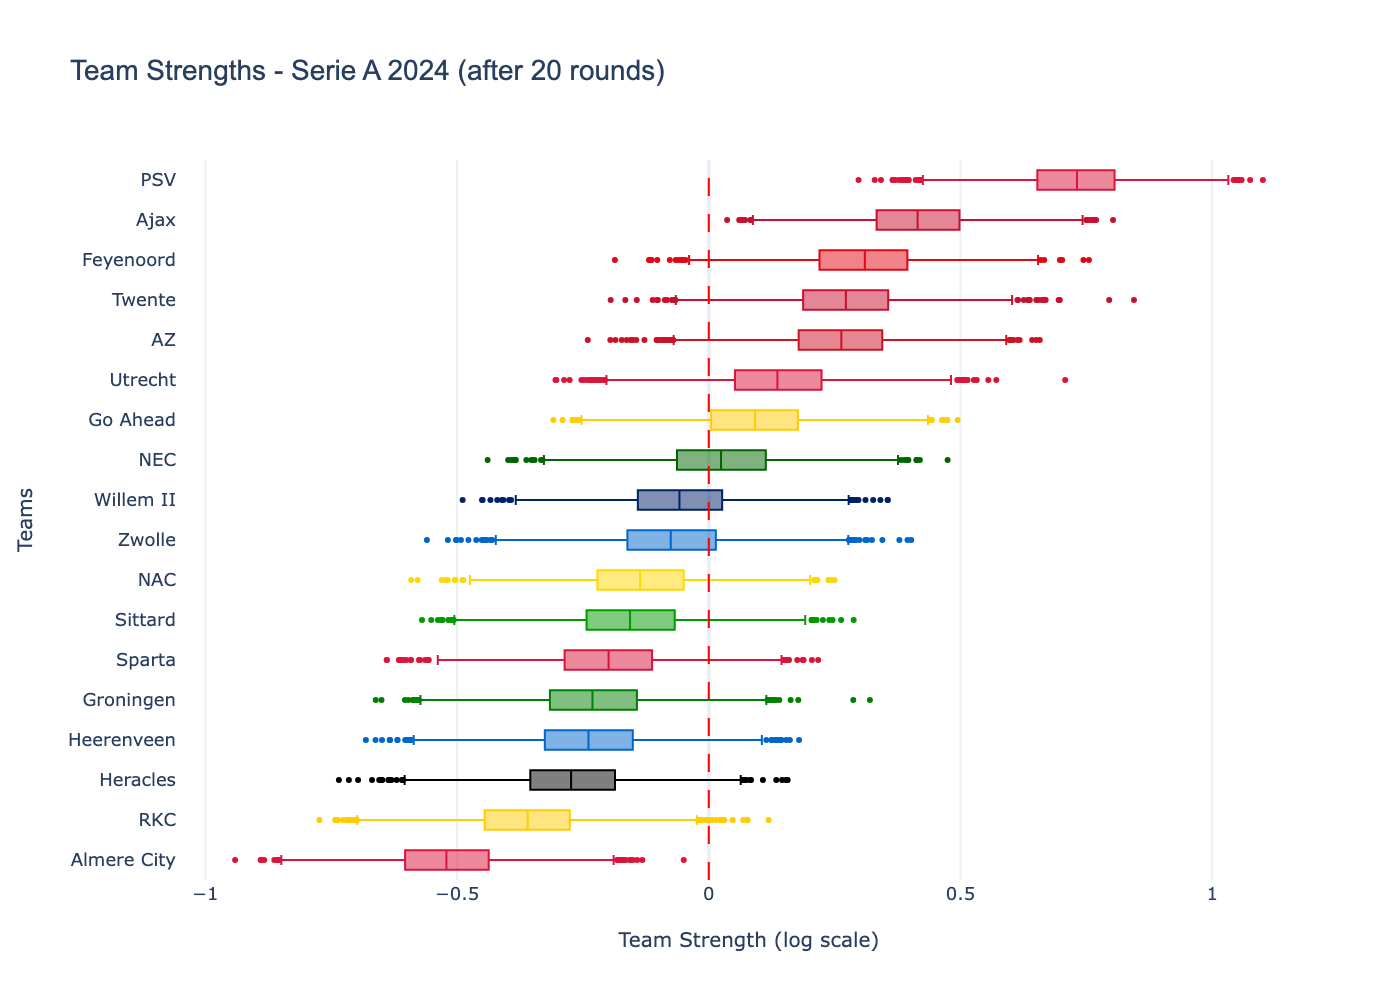 Team Strengths - Serie A 2024 (after 20 rounds)
PSV
Ajax
Feyenoord
Twente
AZ
Utrecht
Go Ahead
NEC
Willem II
Zwolle
NAC
Sittard
Sparta
Groningen
Heerenveen
Heracles
RKC
Almere City
Teams
−1
−0.5
0
0.5
1
Team Strength (log scale)